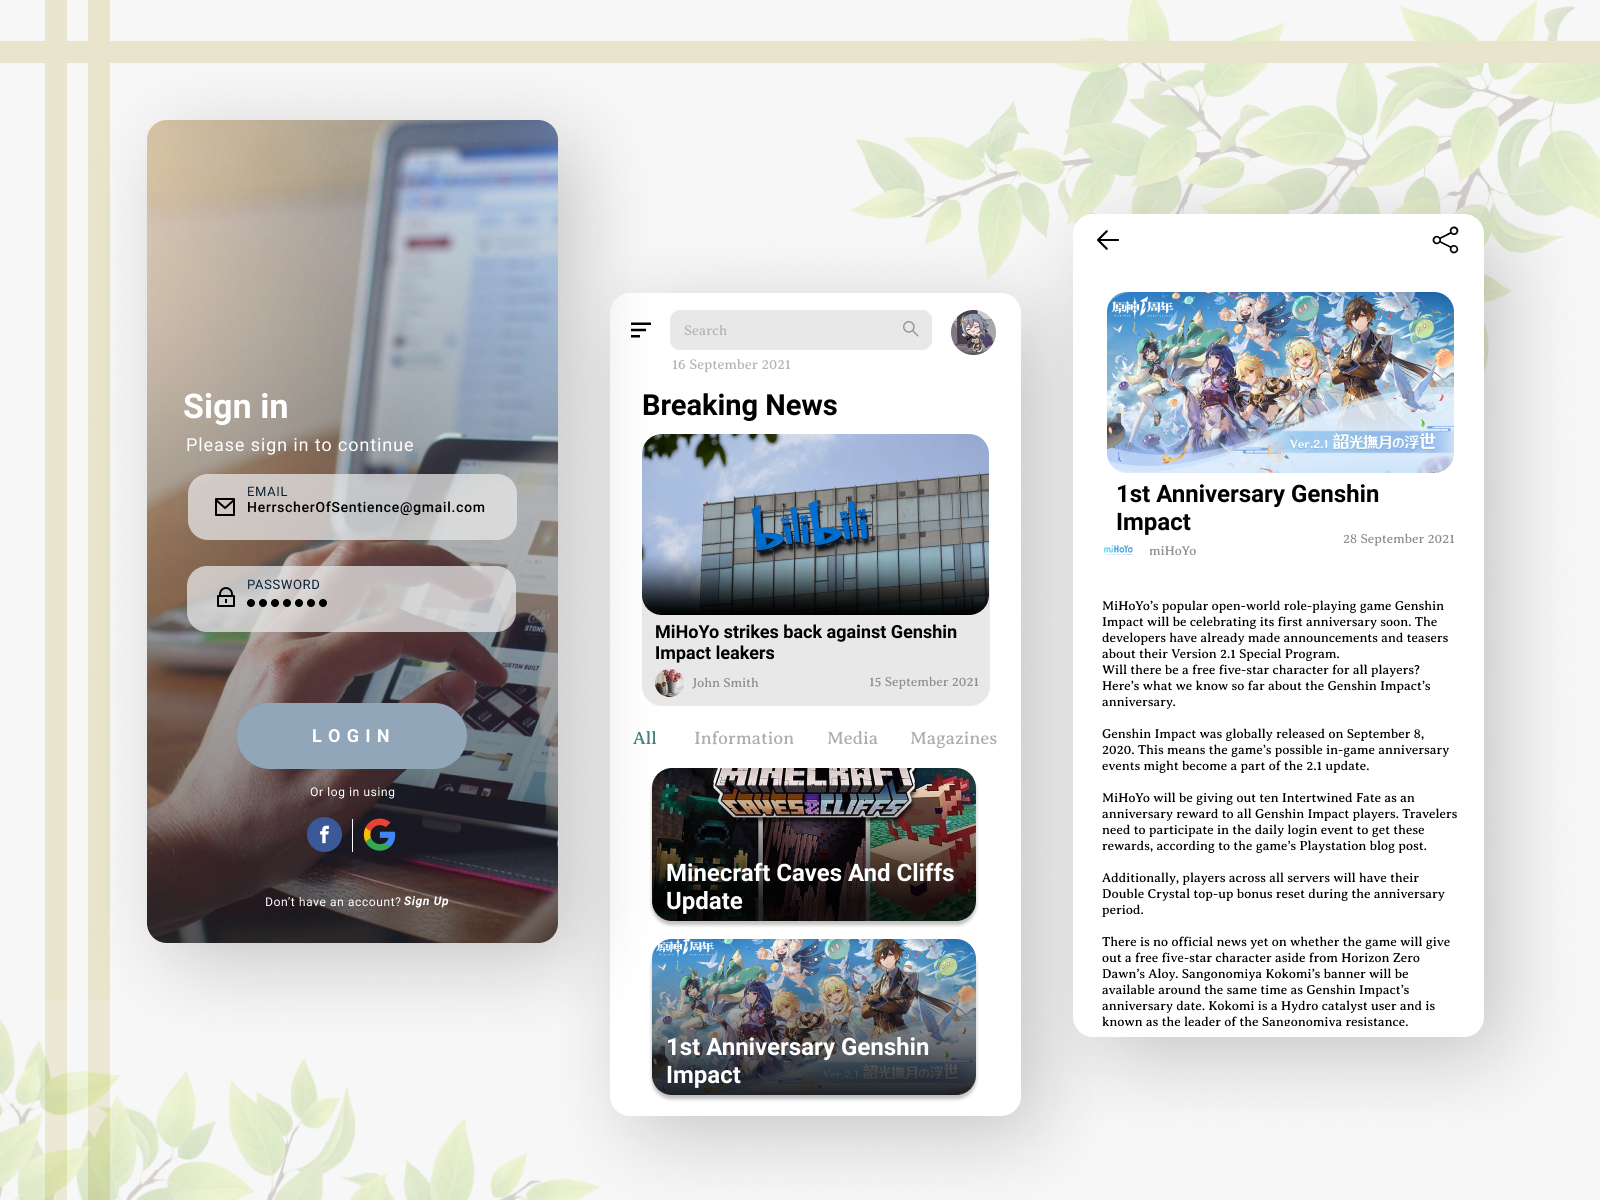 Sign in
Please sign in to continue
EMAIL
HerrscherOfSentience@gmail.com
PASSWORD
LOGIN
Or log in using
f
G
Don't have an account? Sign Up
Search
16 September 2021
Breaking News
bilibili
MiHoYo strikes back against Genshin
Impact leakers
John Smith
15 September 2021
All
Information
Media
Magazines
MINECRAFT
CAVES & CLIFFS
Minecraft Caves And Cliffs
Update
原神1周年
1st Anniversary Genshin
Impact
Ver.2.1 韶光撫月の浮世
原神1周年
Ver.2.1 韶光撫月の浮世
1st Anniversary Genshin
Impact
miHoYo
miHoYo
28 September 2021
MiHoYo's popular open-world role-playing game Genshin
Impact will be celebrating its first anniversary soon. The
developers have already made announcements and teasers
about their Version 2.1 Special Program.
Will there be a free five-star character for all players?
Here's what we know so far about the Genshin Impact's
anniversary.
Genshin Impact was globally released on September 8,
2020. This means the game's possible in-game anniversary
events might become a part of the 2.1 update.
MiHoYo will be giving out ten Intertwined Fate as an
anniversary reward to all Genshin Impact players. Travelers
need to participate in the daily login event to get these
rewards, according to the game's Playstation blog post.
Additionally, players across all servers will have their
Double Crystal top-up bonus reset during the anniversary
period.
There is no official news yet on whether the game will give
out a free five-star character aside from Horizon Zero
Dawn's Aloy. Sangonomiya Kokomi's banner will be
available around the same time as Genshin Impact's
anniversary date. Kokomi is a Hydro catalyst user and is
known as the leader of the Sangonomiya resistance.